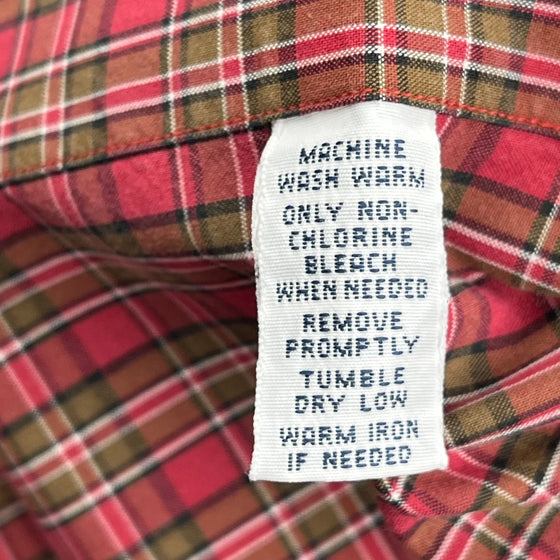 MACHINE
WASH WARM
ONLY NON-
CHLORINE
BLEACH
WHEN NEEDED
REMOVE
PROMPTLY
TUMBLE
DRY LOW
WARM IRON
IF NEEDED